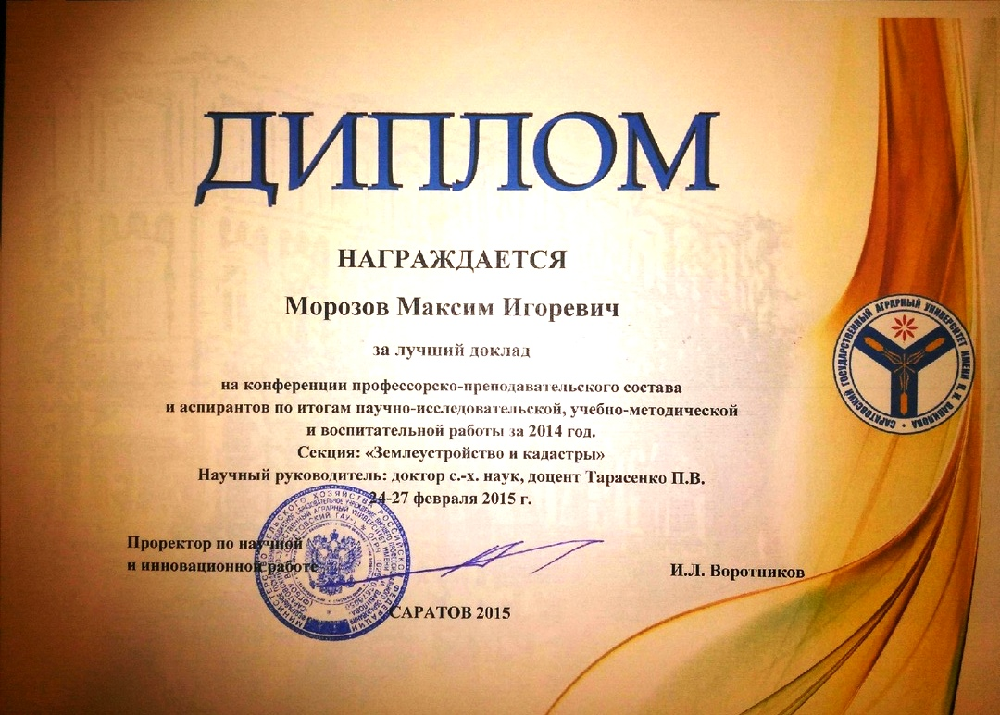 ДИПЛОМ
НАГРАЖДАЕТСЯ
Морозов Максим Игоревич
за лучший доклад
на конференции профессорско-преподавательского состава
и аспирантов по итогам научно-исследовательской, учебно-методической
и воспитательной работы за 2014 год.
Секция: «Землеустройство и кадастры»
Научный руководитель: доктор с.-х. наук, доцент Тарасенко П.В.
24-27 февраля 2015 г.
Проректор по научной
и инновационной работе
И.Л. Воротников
САРАТОВ 2015
САРАТОВСКИЙ ГОСУДАРСТВЕННЫЙ АГРАРНЫЙ УНИВЕРСИТЕТ ИМЕНИ Н.И. ВАВИЛОВА